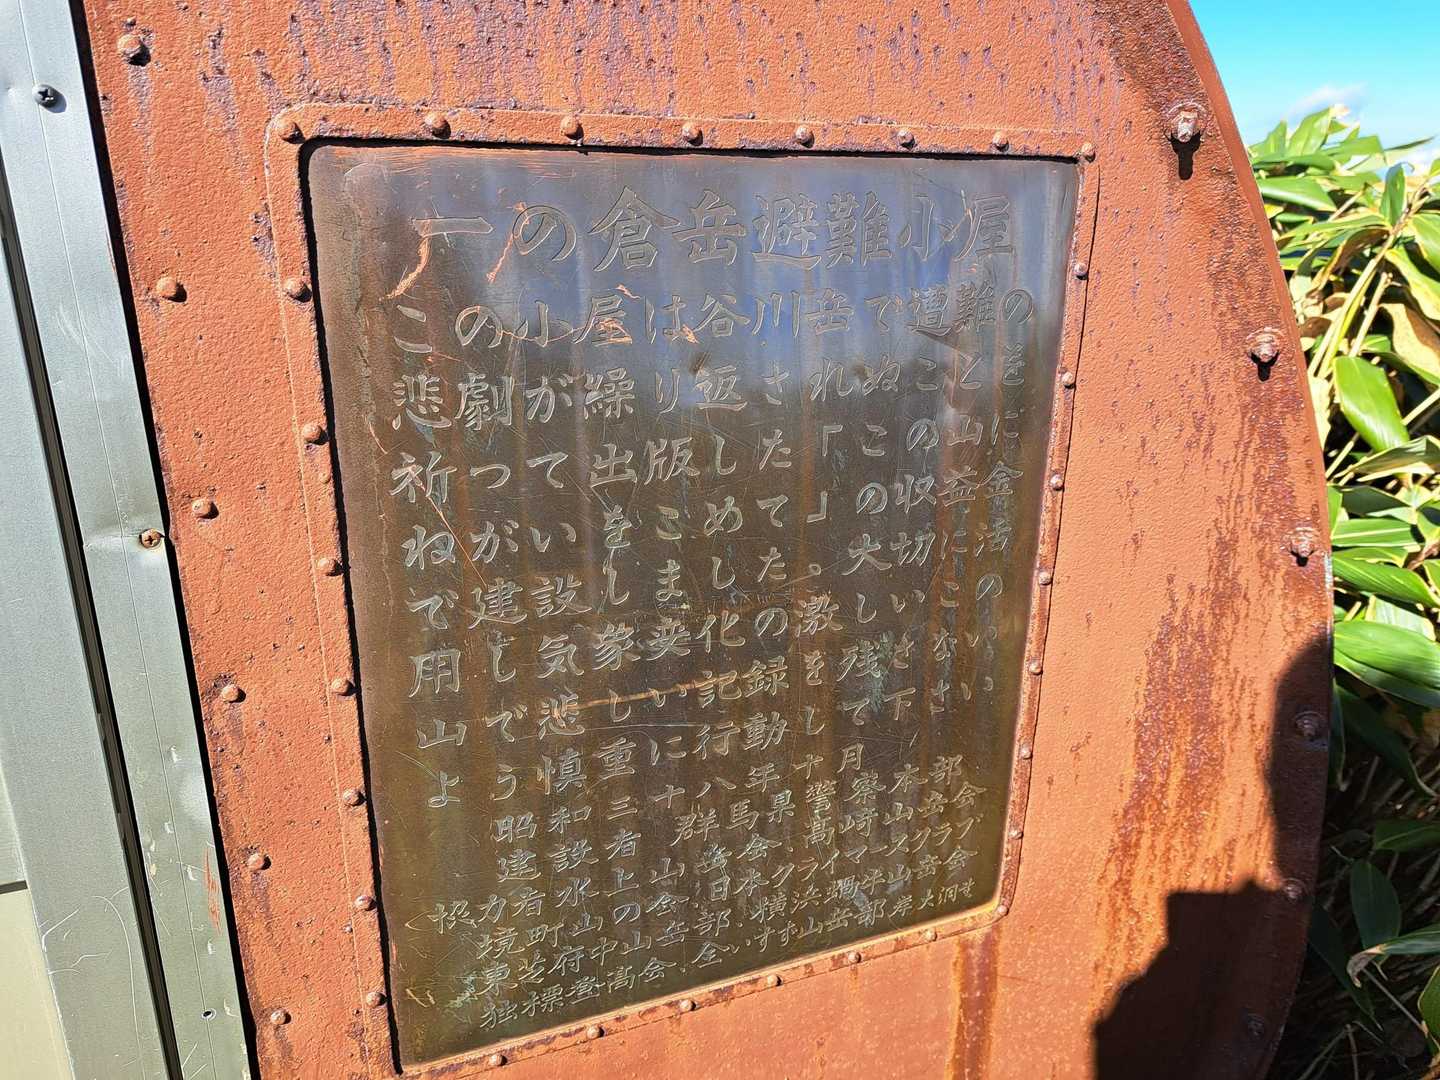 一の倉岳避難小屋
この小屋は谷川岳で遭難の
悲劇が繰り返されぬことを
祈って出版した「この山に
ねがいをこめて」の収益金
で建設しました。大切に活
用し気象変化の激しいこの
山で悲しい記録を残さない
よう慎重に行動して下さい
昭和三十八年十月
建設者 群馬県警察本部
協力者 水上山岳会、高崎山岳会
境町山の会、日本クライマースクラブ
東芝府中山岳部、横浜蝸牛山岳会
独標登高会、全いすず山岳部